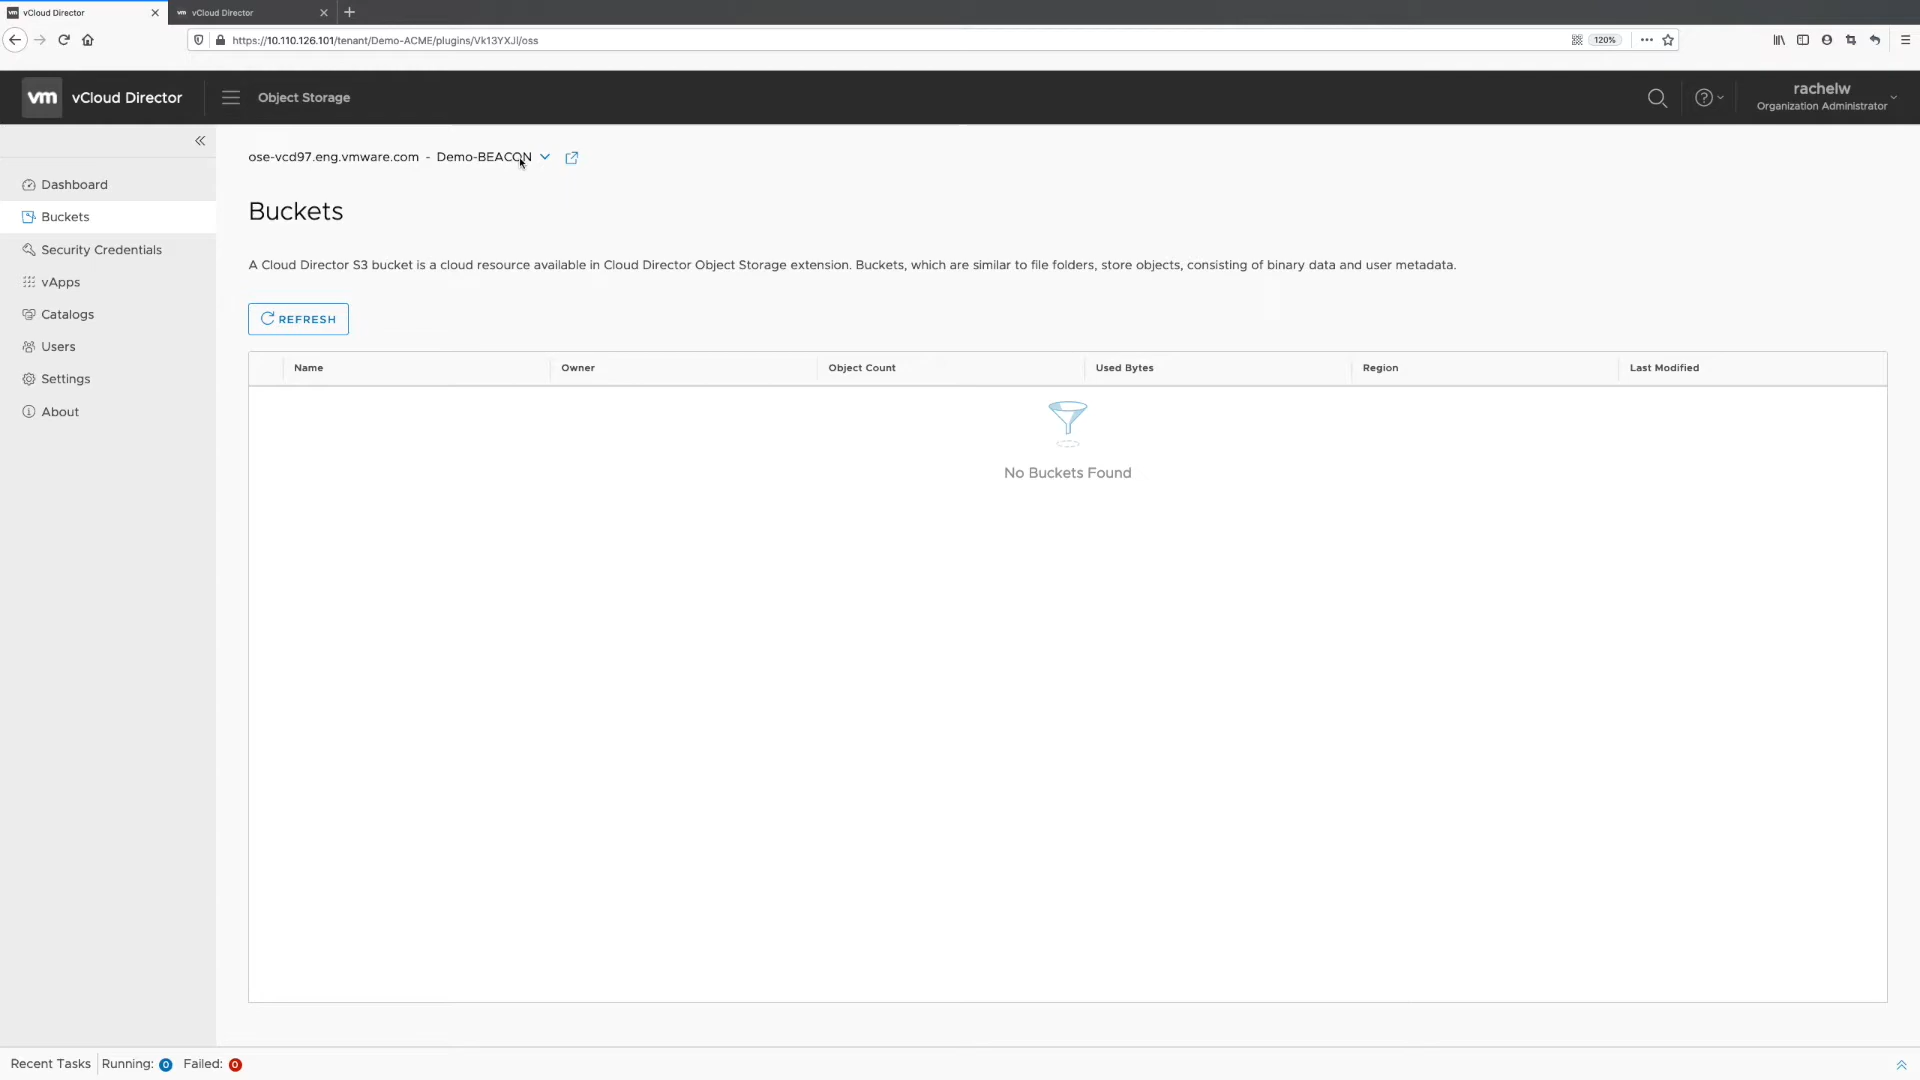 vm vCloud Director
vm vCloud Director
https://10.110.126.101/tenant/Demo-ACME/plugins/Vk13YXJl/oss
120%
vm vCloud Director
Object Storage
rachelw
Organization Administrator
ose-vcd97.eng.vmware.com - Demo-BEACON
Dashboard
Buckets
Security Credentials
vApps
Catalogs
Users
Settings
About
Buckets
A Cloud Director S3 bucket is a cloud resource available in Cloud Director Object Storage extension. Buckets, which are similar to file folders, store objects, consisting of binary data and user metadata.
REFRESH
Name Owner Object Count Used Bytes Region Last Modified
No Buckets Found
Recent Tasks Running: 0 Failed: 0